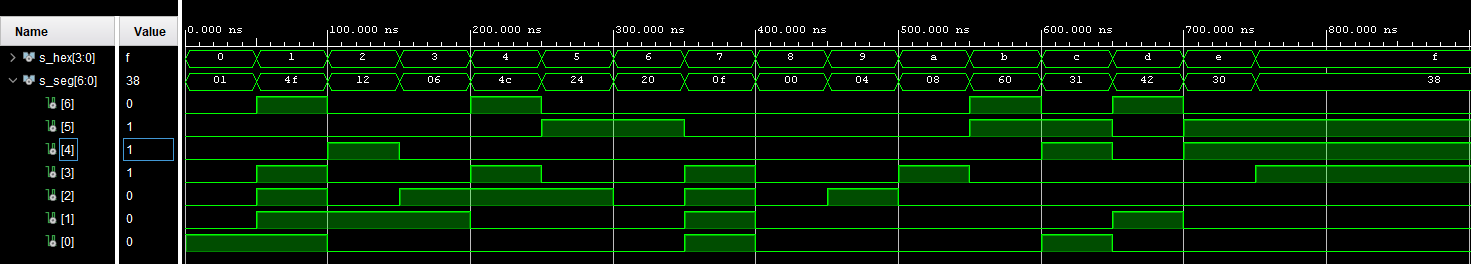 Name Value 0.000 ns 100.000 ns 200.000 ns 300.000 ns 400.000 ns 500.000 ns 600.000 ns 700.000 ns 800.000 ns
s_hex[3:0] f 0 1 2 3 4 5 6 7 8 9 a b c d e f
s_seg[6:0] 38 01 4f 12 06 4c 24 20 0f 00 04 08 60 31 42 30 38
[6] 0
[5] 1
[4] 1
[3] 1
[2] 0
[1] 0
[0] 0